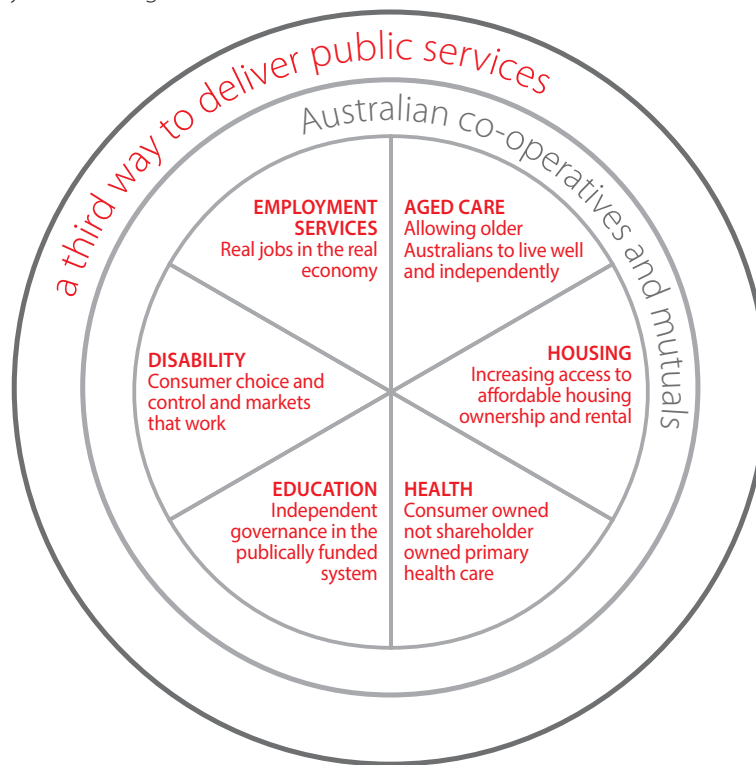 a third way to deliver public services
Australian co-operatives and mutuals
EMPLOYMENT
SERVICES
Real jobs in the real
economy
AGED CARE
Allowing older
Australians to live well
and independently
DISABILITY
Consumer choice and
control and markets
that work
HOUSING
Increasing access to
affordable housing
ownership and rental
EDUCATION
Independent
governance in the
publically funded
system
HEALTH
Consumer owned
not shareholder
owned primary
health care